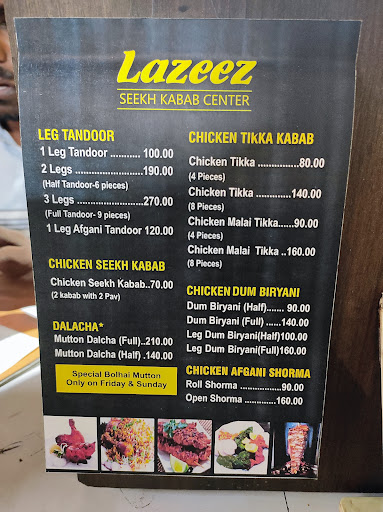 Lazeez
SEEKH KABAB CENTER
LEG TANDOOR
1 Leg Tandoor ........... 100.00
2 Legs .....................190.00
(Half Tandoor-6 pieces)
3 Legs .....................270.00
(Full Tandoor- 9 pieces)
1 Leg Afgani Tandoor 120.00
CHICKEN SEEKH KABAB
Chicken Seekh Kabab..70.00
(2 kabab with 2 Pav)
DALACHA*
Mutton Dalcha (Full)..210.00
Mutton Dalcha (Half) .140.00
Special Bolhai Mutton
Only on Friday & Sunday
CHICKEN TIkKA KABAB
Chicken Tikka ..............80.00
(4 Pieces)
Chicken Tikka ............140.00
(8 Pieces)
Chicken Malai Tikka......90.00
(4 Pieces)
Chicken Malai Tikka ..160.00
(8 Pieces)
CHICKEN DUM BIRYANI
Dum Biryani (Half)....... 90.00
Dum Biryani (Full) ......140.00
Leg Dum Biryani(Half)100.00
Leg Dum Biryani(Full)160.00
CHICKEN AFGANI SHORMA
Roll Shorma ...............90.00
Open Shorma .............160.00